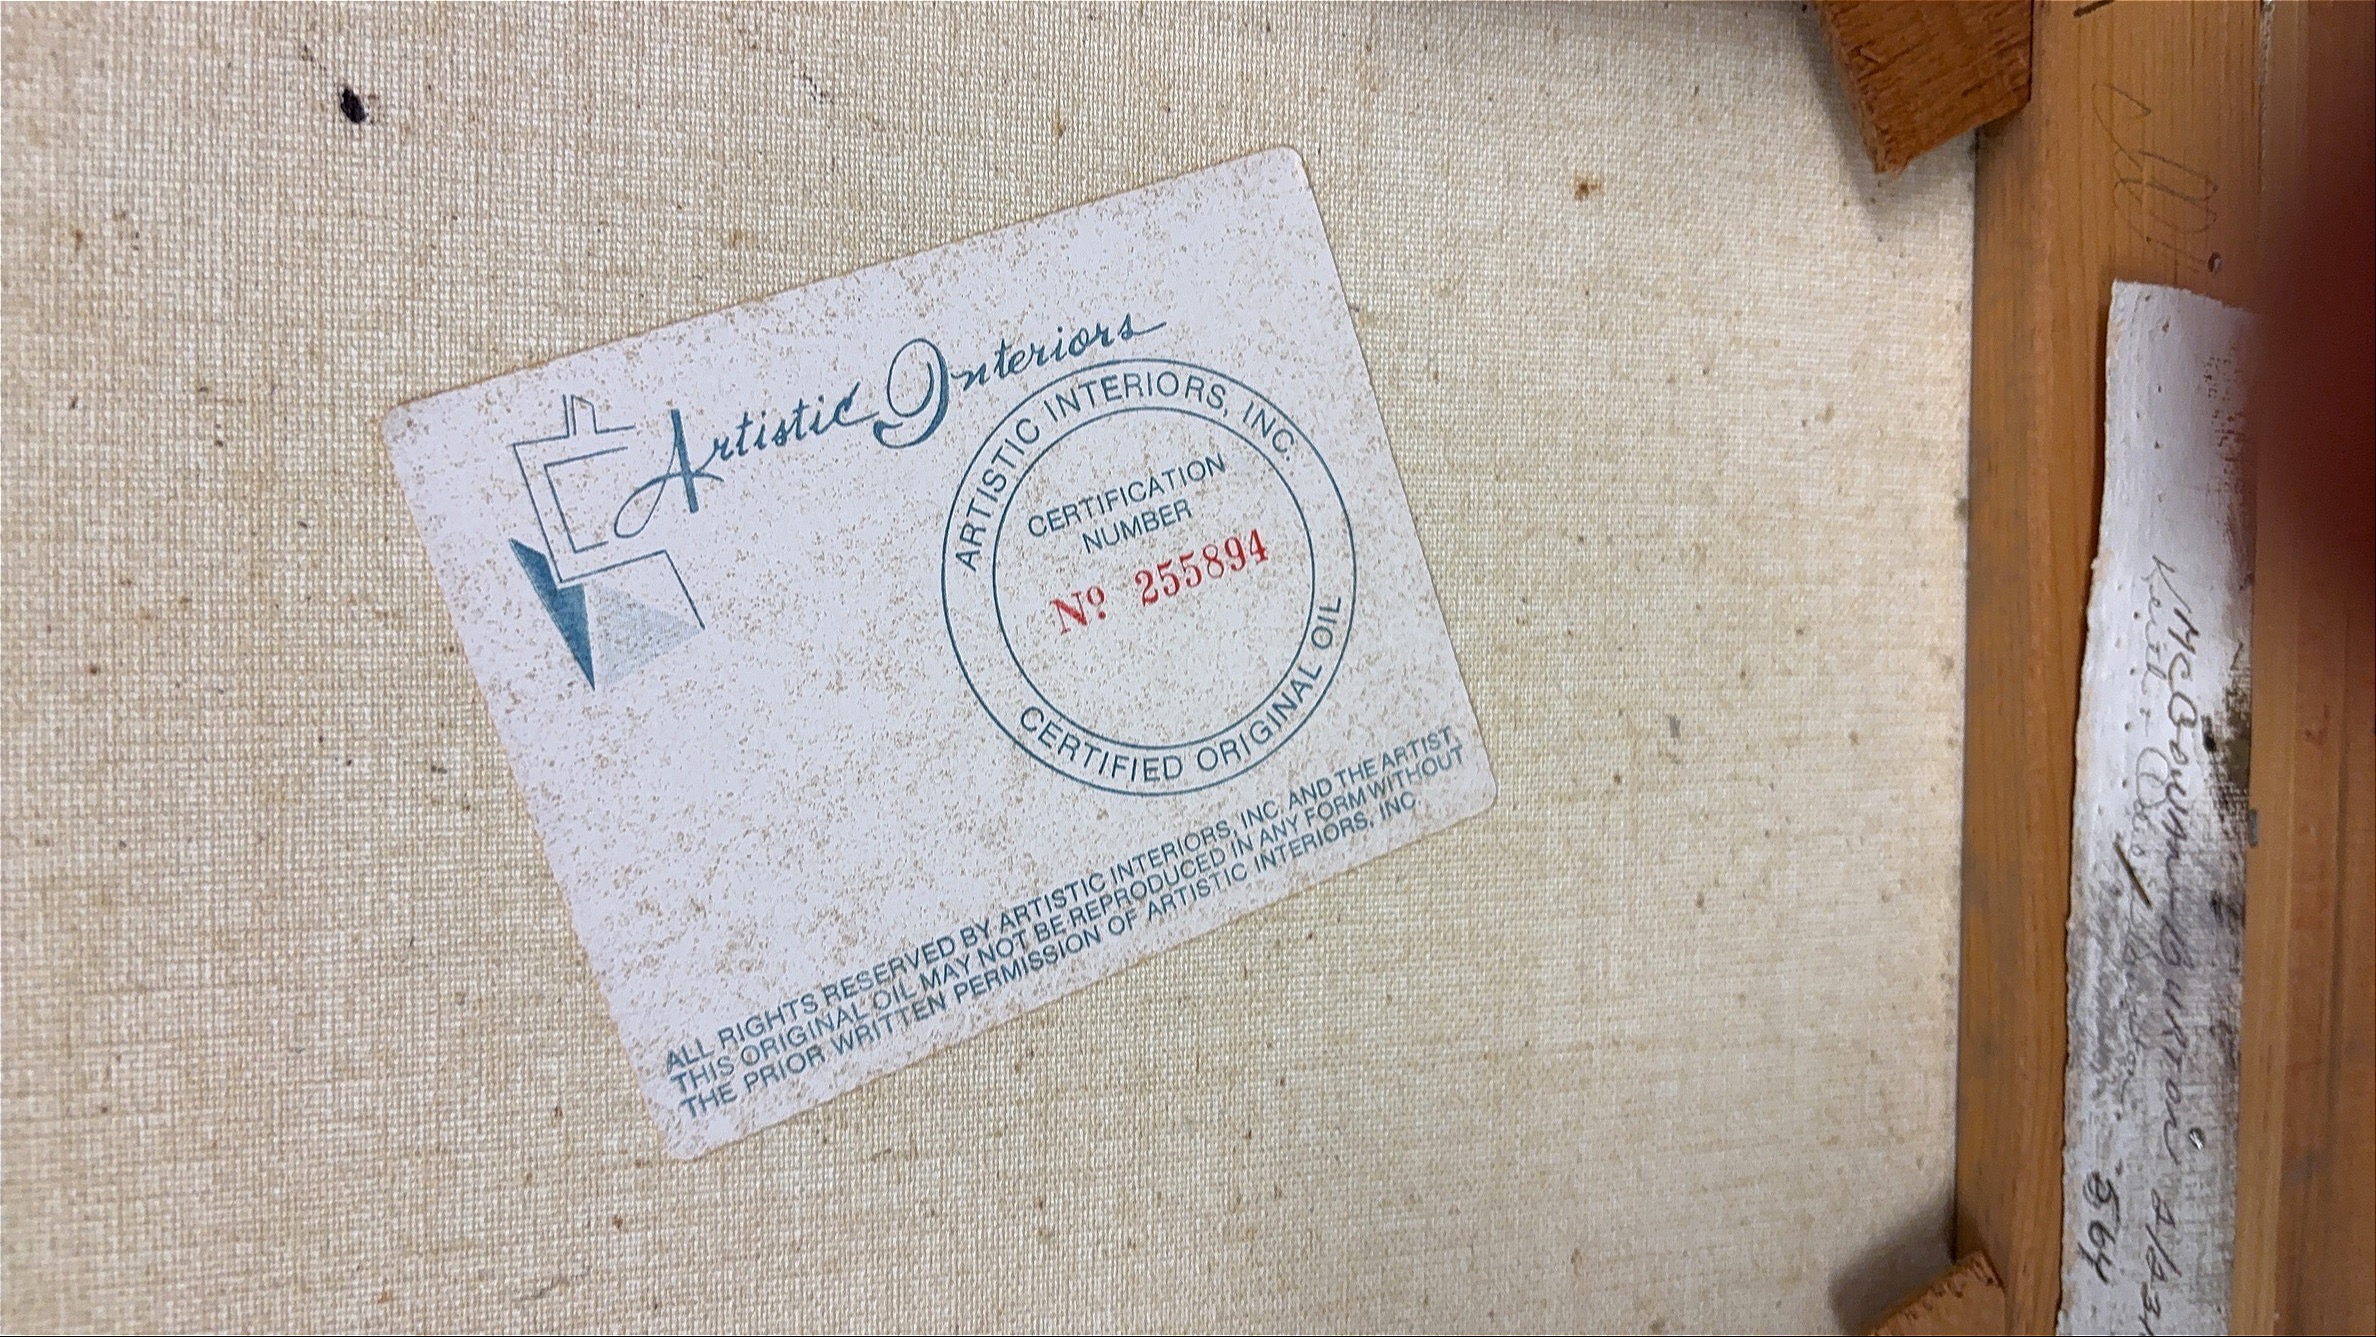 Artistic Interiors
ARTISTIC INTERIORS, INC.
CERTIFICATION
NUMBER
Nº 255894
CERTIFIED ORIGINAL OIL
ALL RIGHTS RESERVED BY ARTISTIC INTERIORS, INC. AND THE ARTIST.
THIS ORIGINAL OIL MAY NOT BE REPRODUCED IN ANY FORM WITHOUT
THE PRIOR WRITTEN PERMISSION OF ARTISTIC INTERIORS, INC.
564